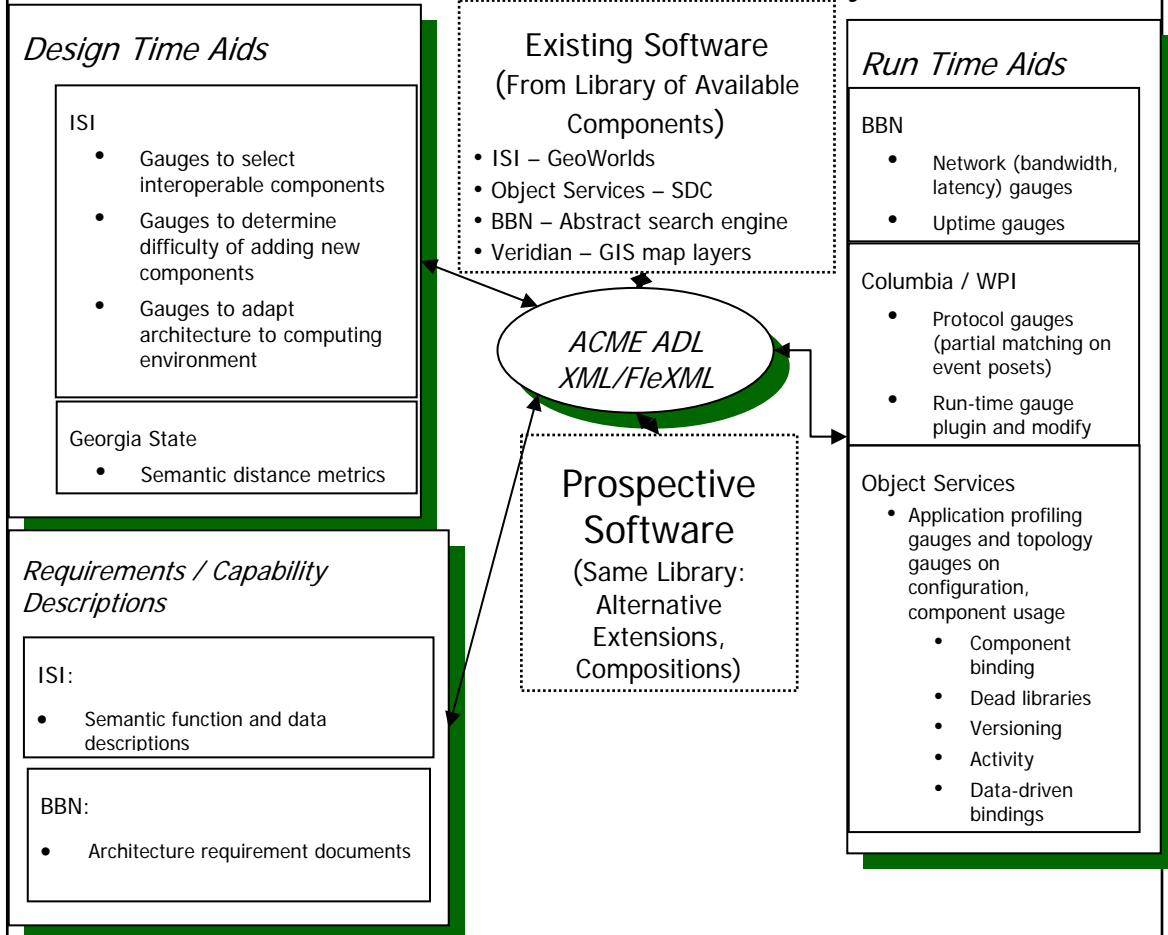 Design Time Aids
ISI
• Gauges to select
interoperable components
• Gauges to determine
difficulty of adding new
components
• Gauges to adapt
architecture to computing
environment
Georgia State
• Semantic distance metrics
Requirements / Capability
Descriptions
ISI:
• Semantic function and data
descriptions
BBN:
• Architecture requirement documents
Existing Software
(From Library of Available
Components)
• ISI – GeoWorlds
• Object Services – SDC
• BBN – Abstract search engine
• Veridian – GIS map layers
ACME ADL
XML/FleXML
Prospective
Software
(Same Library:
Alternative
Extensions,
Compositions)
Run Time Aids
BBN
• Network (bandwidth,
latency) gauges
• Uptime gauges
Columbia / WPI
• Protocol gauges
(partial matching on
event posets)
• Run-time gauge
plugin and modify
Object Services
• Application profiling
gauges and topology
gauges on
configuration,
component usage
• Component
binding
• Dead libraries
• Versioning
• Activity
• Data-driven
bindings